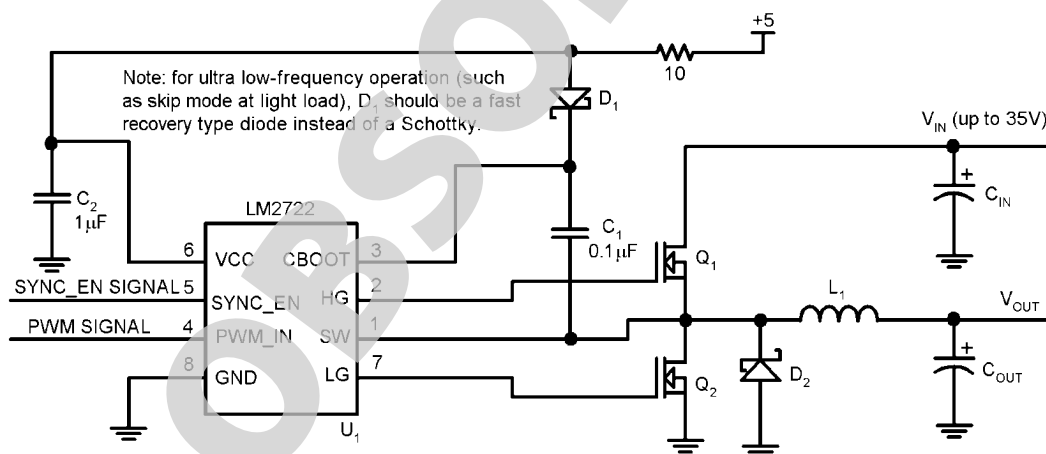 +5
10
Note: for ultra low-frequency operation (such
as skip mode at light load), D1 should be a fast
recovery type diode instead of a Schottky.
D1
VIN (up to 35V)
C2
1μF
LM2722
C1
0.1μF
CIN
6 VCC CBOOT 3
Q1
SYNC_EN SIGNAL 5 SYNC_EN HG 2
L1
VOUT
PWM SIGNAL 4 PWM_IN SW 1
8 GND LG 7
Q2
D2
COUT
U1
OBSOL